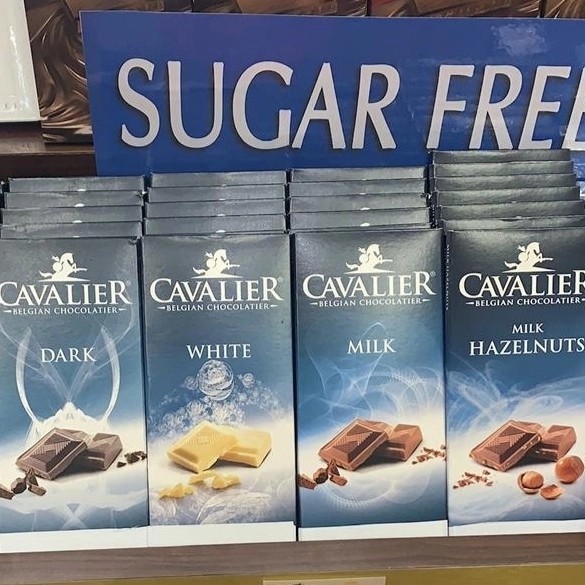 SUGAR FREE
CAVALIER
BELGIAN CHOCOLATIER
DARK
CAVALIER
BELGIAN CHOCOLATIER
WHITE
CAVALIER®
BELGIAN CHOCOLATIER
MILK
CAVALIER
BELGIAN CHOCOLATIER
MILK
HAZELNUTS